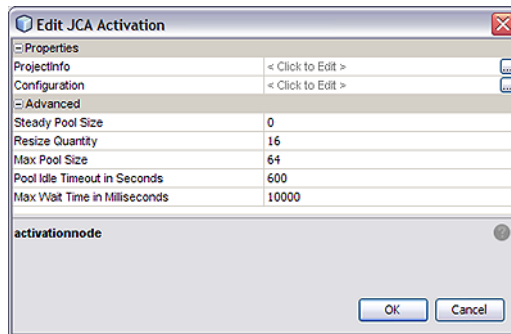 Edit JCA Activation
Properties
ProjectInfo < Click to Edit > ...
Configuration < Click to Edit > ...
Advanced
Steady Pool Size 0
Resize Quantity 16
Max Pool Size 64
Pool Idle Timeout in Seconds 600
Max Wait Time in Milliseconds 10000
activationnode ?
OK Cancel